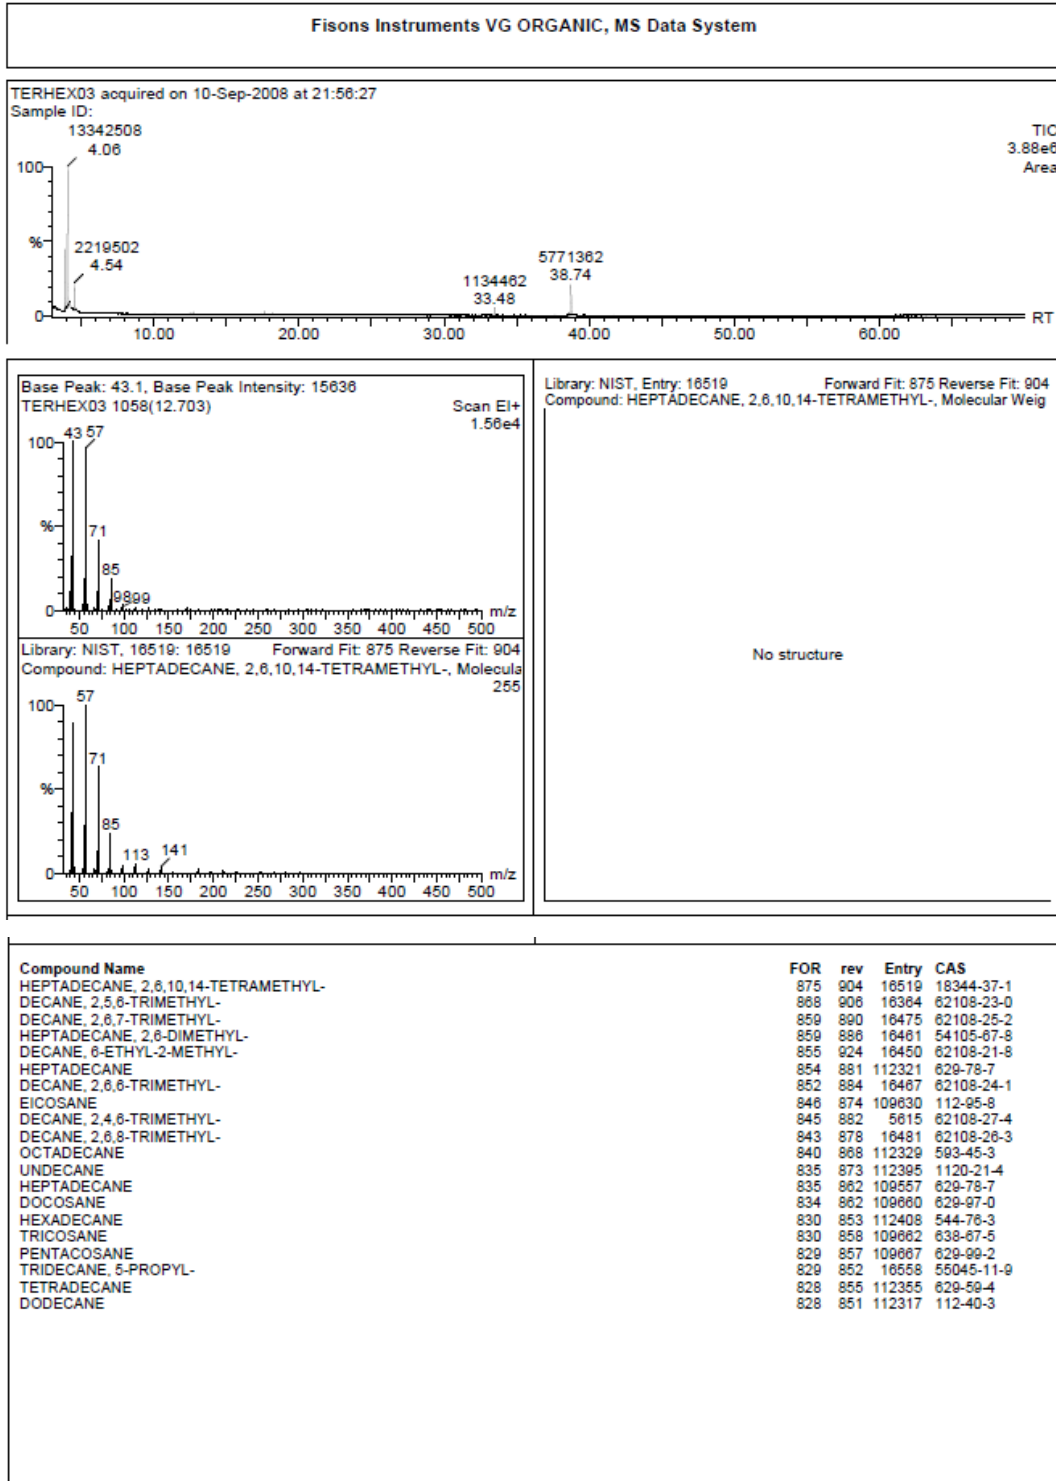 Fisons Instruments VG ORGANIC, MS Data System
TERHEX03 acquired on 10-Sep-2008 at 21:56:27
Sample ID:
13342508
4.06
TIC
3.88e6
Area
100
%
0
2219502
4.54
1134462
33.48
5771362
38.74
10.00 20.00 30.00 40.00 50.00 60.00
RT
Base Peak: 43.1, Base Peak Intensity: 15636
TERHEX03 1058(12.703)
Scan EI+
1.56e4
100
%
0
43 57
71
85
98 99
m/z
50 100 150 200 250 300 350 400 450 500
Library: NIST, 16519: 16519 Forward Fit: 875 Reverse Fit: 904
Compound: HEPTADECANE, 2,6,10,14-TETRAMETHYL-, Molecula
255
100
%
0
57
71
85
113 141
m/z
50 100 150 200 250 300 350 400 450 500
Library: NIST, Entry: 16519 Forward Fit: 875 Reverse Fit: 904
Compound: HEPTADECANE, 2,6,10,14-TETRAMETHYL-, Molecular Weig
No structure
Compound Name FOR rev Entry CAS
HEPTADECANE, 2,6,10,14-TETRAMETHYL- 875 904 16519 18344-37-1
DECANE, 2,5,6-TRIMETHYL- 868 906 16364 62108-23-0
DECANE, 2,6,7-TRIMETHYL- 859 890 16475 62108-25-2
HEPTADECANE, 2,6-DIMETHYL- 859 886 16461 54105-67-8
DECANE, 6-ETHYL-2-METHYL- 855 924 16450 62108-21-8
HEPTADECANE 854 881 112321 629-78-7
DECANE, 2,6,6-TRIMETHYL- 852 884 16467 62108-24-1
EICOSANE 846 874 109630 112-95-8
DECANE, 2,4,6-TRIMETHYL- 845 882 5615 62108-27-4
DECANE, 2,6,8-TRIMETHYL- 843 878 16481 62108-26-3
OCTADECANE 840 868 112329 593-45-3
UNDECANE 835 873 112395 1120-21-4
HEPTADECANE 835 862 109557 629-78-7
DOCOSANE 834 862 109660 629-97-0
HEXADECANE 830 853 112408 544-76-3
TRICOSANE 830 858 109662 638-67-5
PENTACOSANE 829 857 109667 629-99-2
TRIDECANE, 5-PROPYL- 829 852 16558 55045-11-9
TETRADECANE 828 855 112355 629-59-4
DODECANE 828 851 112317 112-40-3